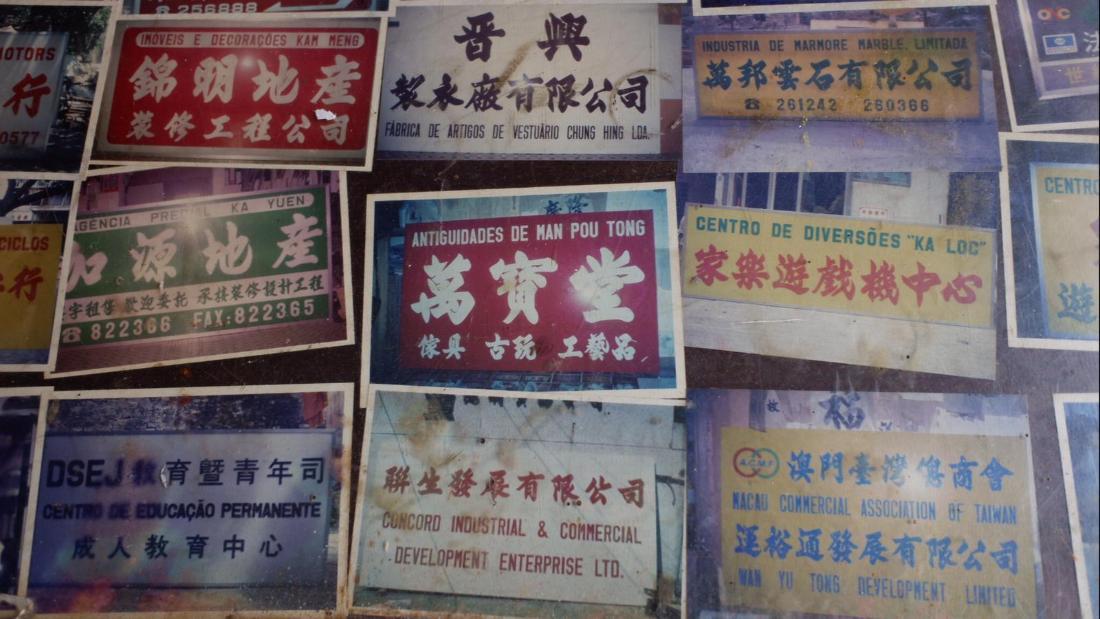 256888
MOTORS
行
0577
IMÓVEIS E DECORAÇÕES KAM MENG
錦明地産
裝修工程公司
晋興
製衣廠有限公司
FÁBRICA DE ARTIGOS DE VESTUÁRIO CHUNG HING LDA.
INDUSTRIA DE MARMORE MARBLE, LIMITADA
萬邦雲石有限公司
☎ 261242 260366
CICLOS
行
AGÊNCIA PREDIAL KA YUEN
加源地産
字租售 歡迎委托 承接裝修設計工程
☎ 822366 FAX:822365
ANTIGUIDADES DE MAN POU TONG
萬寶堂
傢具 古玩 工藝品
CENTRO DE DIVERSÕES "KA LOC"
家樂遊戲機中心
CENTRO
遊
DSEJ 教育暨青年司
CENTRO DE EDUCAÇÃO PERMANENTE
成人教育中心
聯生發展有限公司
CONCORD INDUSTRIAL & COMMERCIAL
DEVELOPMENT ENTERPRISE LTD.
福
A.C.M.T
澳門臺灣總商會
MACAU COMMERCIAL ASSOCIATION OF TAIWAN
運裕通發展有限公司
WAN YU TONG DEVELOPMENT LIMITED